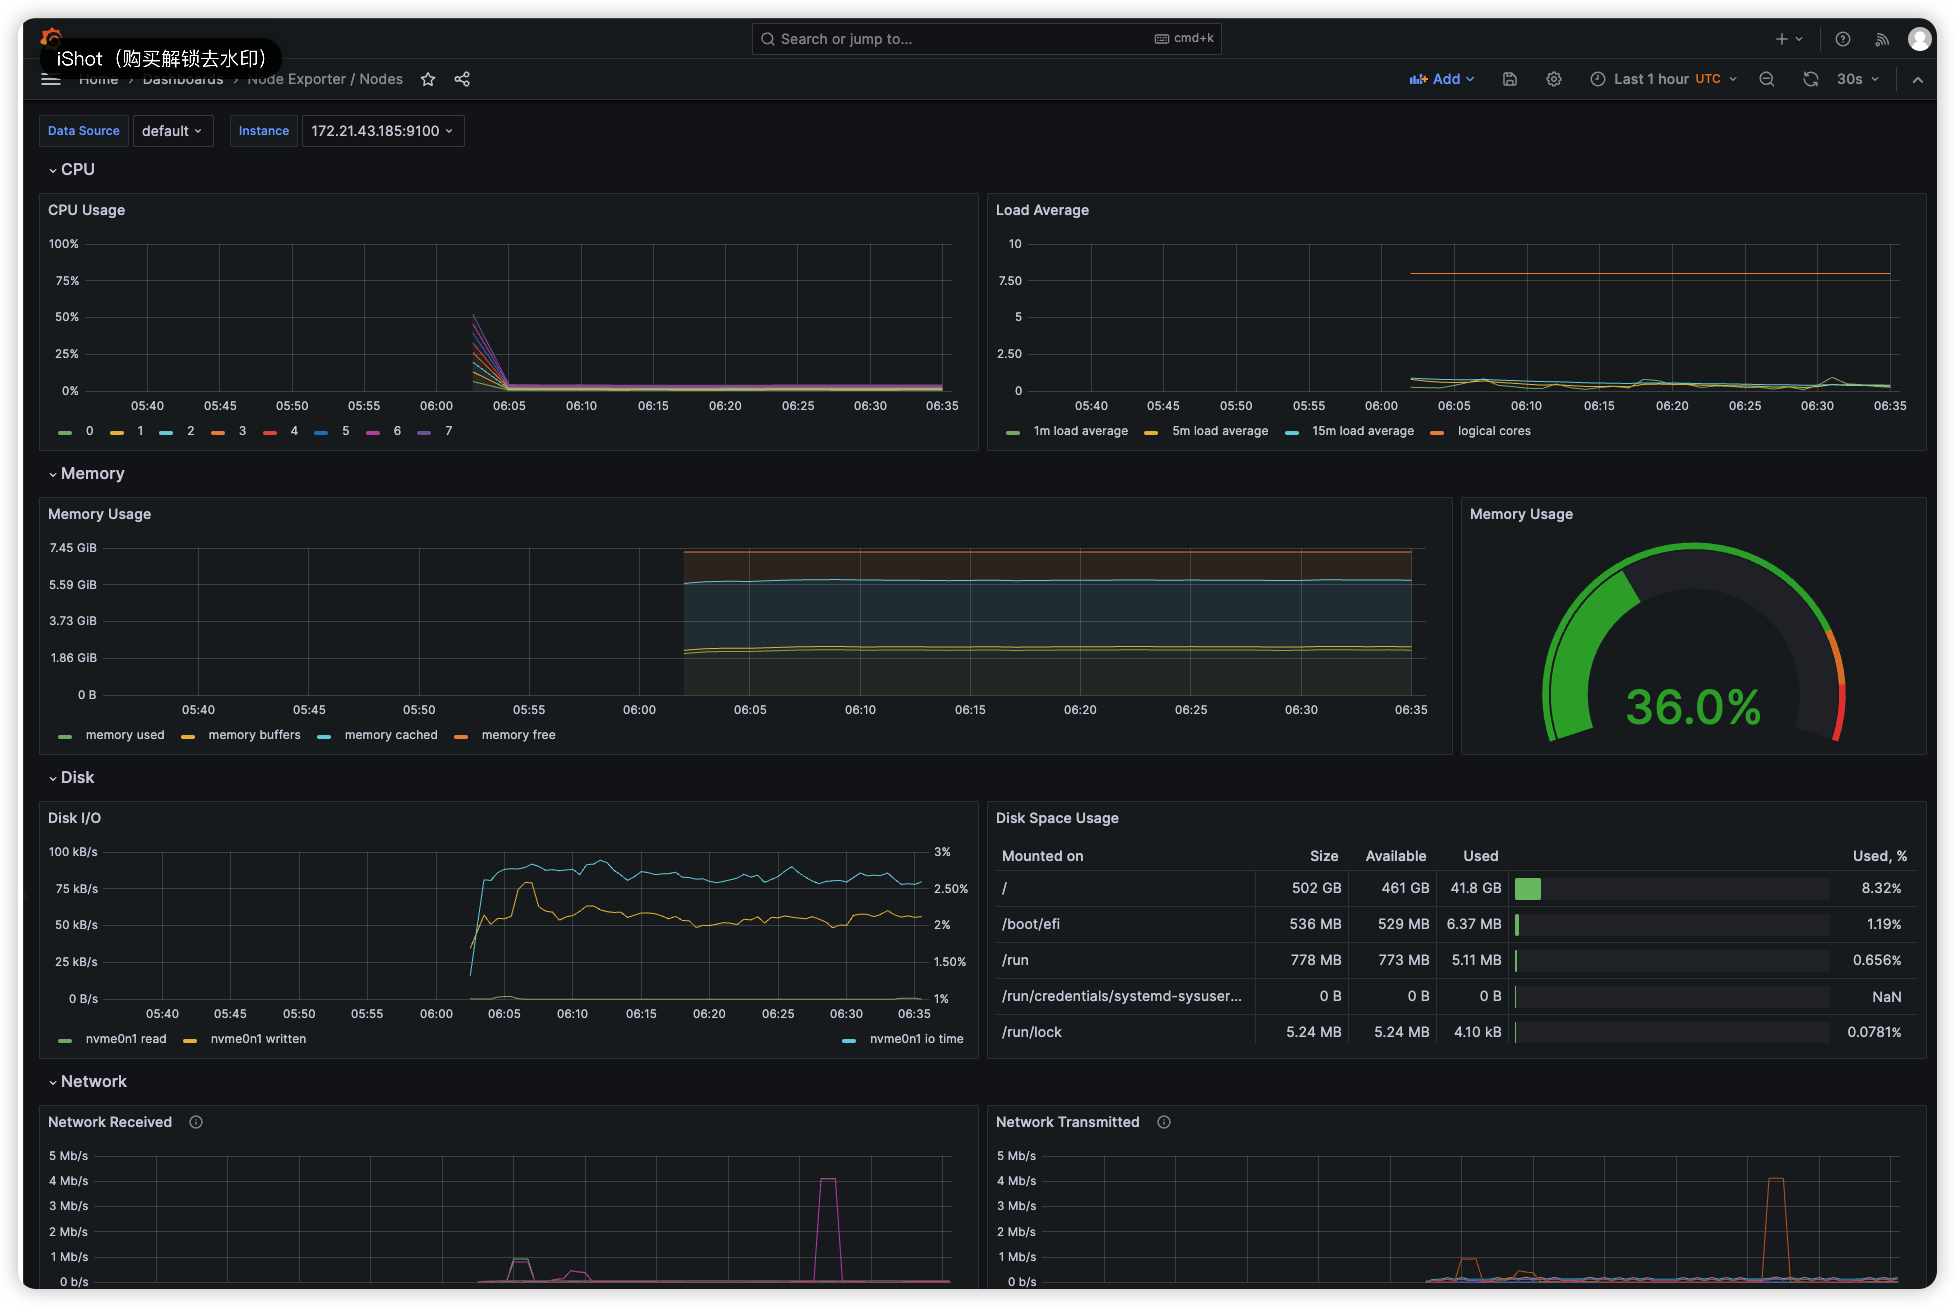 Search or jump to...
cmd+k
iShot（购买解锁去水印）
Home › Dashboards › Node Exporter / Nodes
Add
Last 1 hour UTC
30s
Data Source
default
Instance
172.21.43.185:9100
CPU
CPU Usage
100%
75%
50%
25%
0%
05:40 05:45 05:50 05:55 06:00 06:05 06:10 06:15 06:20 06:25 06:30 06:35
0 1 2 3 4 5 6 7
Load Average
10
7.50
5
2.50
0
05:40 05:45 05:50 05:55 06:00 06:05 06:10 06:15 06:20 06:25 06:30 06:35
1m load average 5m load average 15m load average logical cores
Memory
Memory Usage
7.45 GiB
5.59 GiB
3.73 GiB
1.86 GiB
0 B
05:40 05:45 05:50 05:55 06:00 06:05 06:10 06:15 06:20 06:25 06:30 06:35
memory used memory buffers memory cached memory free
Memory Usage
36.0%
Disk
Disk I/O
100 kB/s
75 kB/s
50 kB/s
25 kB/s
0 B/s
3%
2.50%
2%
1.50%
1%
05:40 05:45 05:50 05:55 06:00 06:05 06:10 06:15 06:20 06:25 06:30 06:35
nvme0n1 read nvme0n1 written nvme0n1 io time
Disk Space Usage
Mounted on Size Available Used Used, %
/ 502 GB 461 GB 41.8 GB 8.32%
/boot/efi 536 MB 529 MB 6.37 MB 1.19%
/run 778 MB 773 MB 5.11 MB 0.656%
/run/credentials/systemd-sysuser... 0 B 0 B 0 B NaN
/run/lock 5.24 MB 5.24 MB 4.10 kB 0.0781%
Network
Network Received
5 Mb/s
4 Mb/s
3 Mb/s
2 Mb/s
1 Mb/s
0 b/s
Network Transmitted
5 Mb/s
4 Mb/s
3 Mb/s
2 Mb/s
1 Mb/s
0 b/s